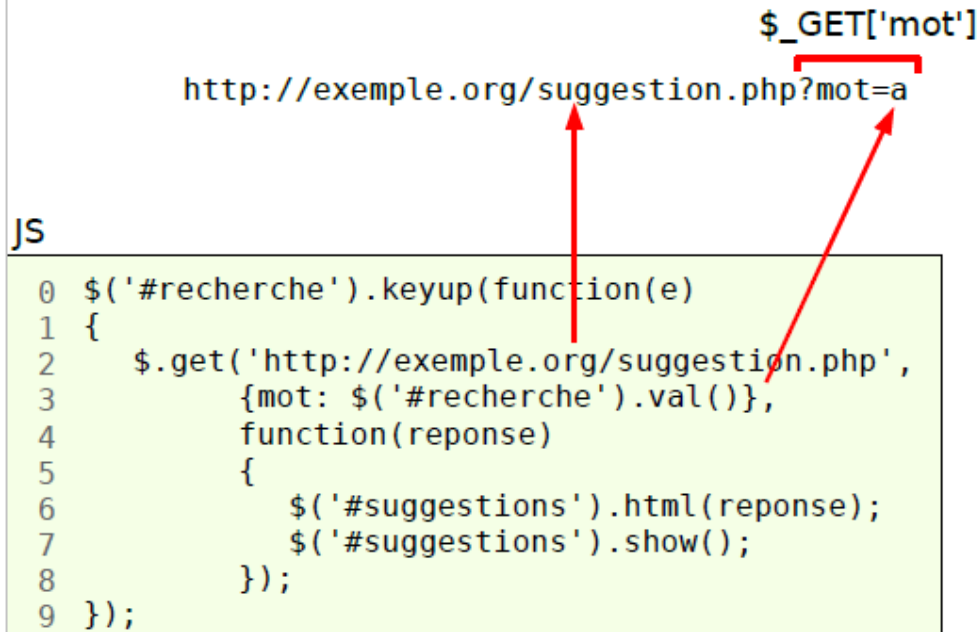 $_GET['mot']
http://exemple.org/suggestion.php?mot=a
JS
0 $('#recherche').keyup(function(e)
1 {
2 $.get('http://exemple.org/suggestion.php',
3 {mot: $('#recherche').val()},
4 function(reponse)
5 {
6 $('#suggestions').html(reponse);
7 $('#suggestions').show();
8 });
9 });